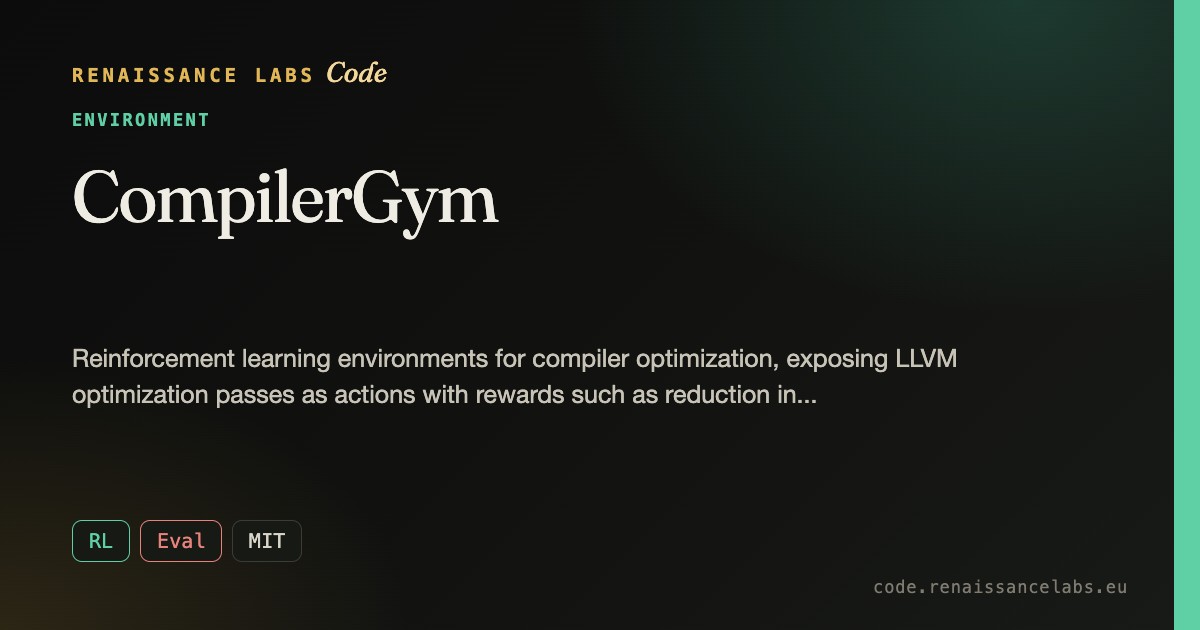 RENAISSANCE LABS Code
ENVIRONMENT
CompilerGym
Reinforcement learning environments for compiler optimization, exposing LLVM
optimization passes as actions with rewards such as reduction in...
RL Eval MIT
code.renaissancelabs.eu